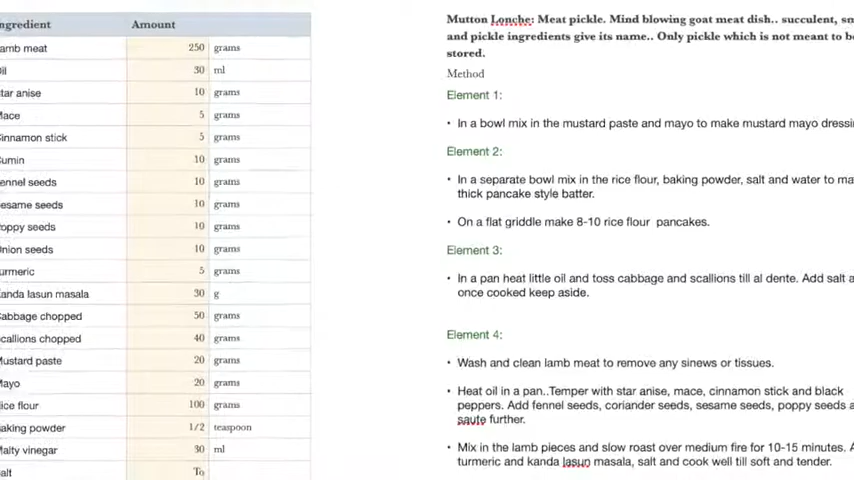 ngredient Amount
amb meat 250 grams
il 30 ml
tar anise 10 grams
Mace 5 grams
innamon stick 5 grams
Cumin 10 grams
ennel seeds 10 grams
esame seeds 10 grams
oppy seeds 10 grams
nion seeds 10 grams
urmeric 5 grams
anda lasun masala 30 g
abbage chopped 50 grams
callions chopped 40 grams
ustard paste 20 grams
Mayo 20 grams
ice flour 100 grams
aking powder 1/2 teaspoon
alty vinegar 30 ml
alt To
Mutton Lonche: Meat pickle. Mind blowing goat meat dish.. succulent, sm
and pickle ingredients give its name.. Only pickle which is not meant to be
stored.
Method
Element 1:
• In a bowl mix in the mustard paste and mayo to make mustard mayo dressi
Element 2:
• In a separate bowl mix in the rice flour, baking powder, salt and water to ma
thick pancake style batter.
• On a flat griddle make 8-10 rice flour pancakes.
Element 3:
• In a pan heat little oil and toss cabbage and scallions till al dente. Add salt a
once cooked keep aside.
Element 4:
• Wash and clean lamb meat to remove any sinews or tissues.
• Heat oil in a pan..Temper with star anise, mace, cinnamon stick and black
peppers. Add fennel seeds, coriander seeds, sesame seeds, poppy seeds a
saute further.
• Mix in the lamb pieces and slow roast over medium fire for 10-15 minutes. A
turmeric and kanda lasun masala, salt and cook well till soft and tender.